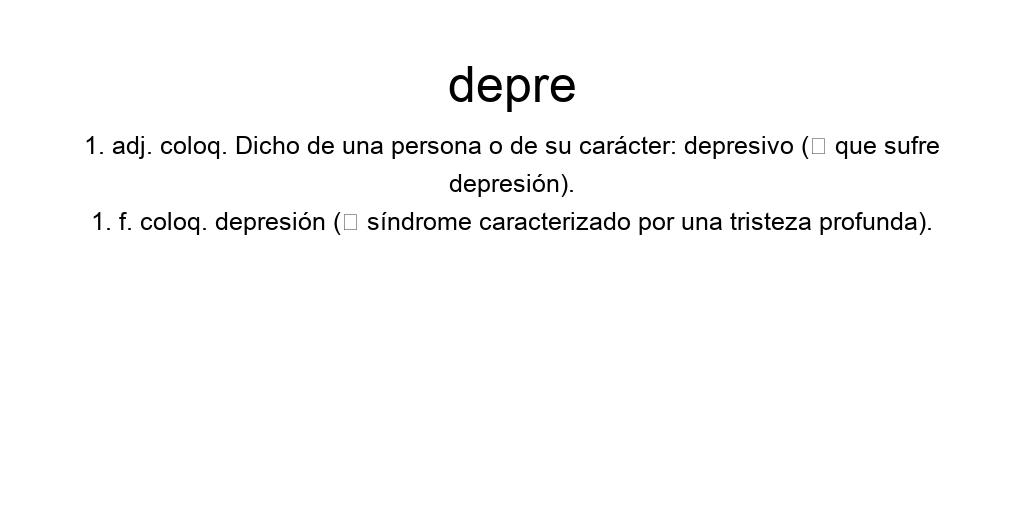 depre
1. adj. coloq. Dicho de una persona o de su carácter: depresivo (□ que sufre
depresión).
1. f. coloq. depresión (□ síndrome caracterizado por una tristeza profunda).